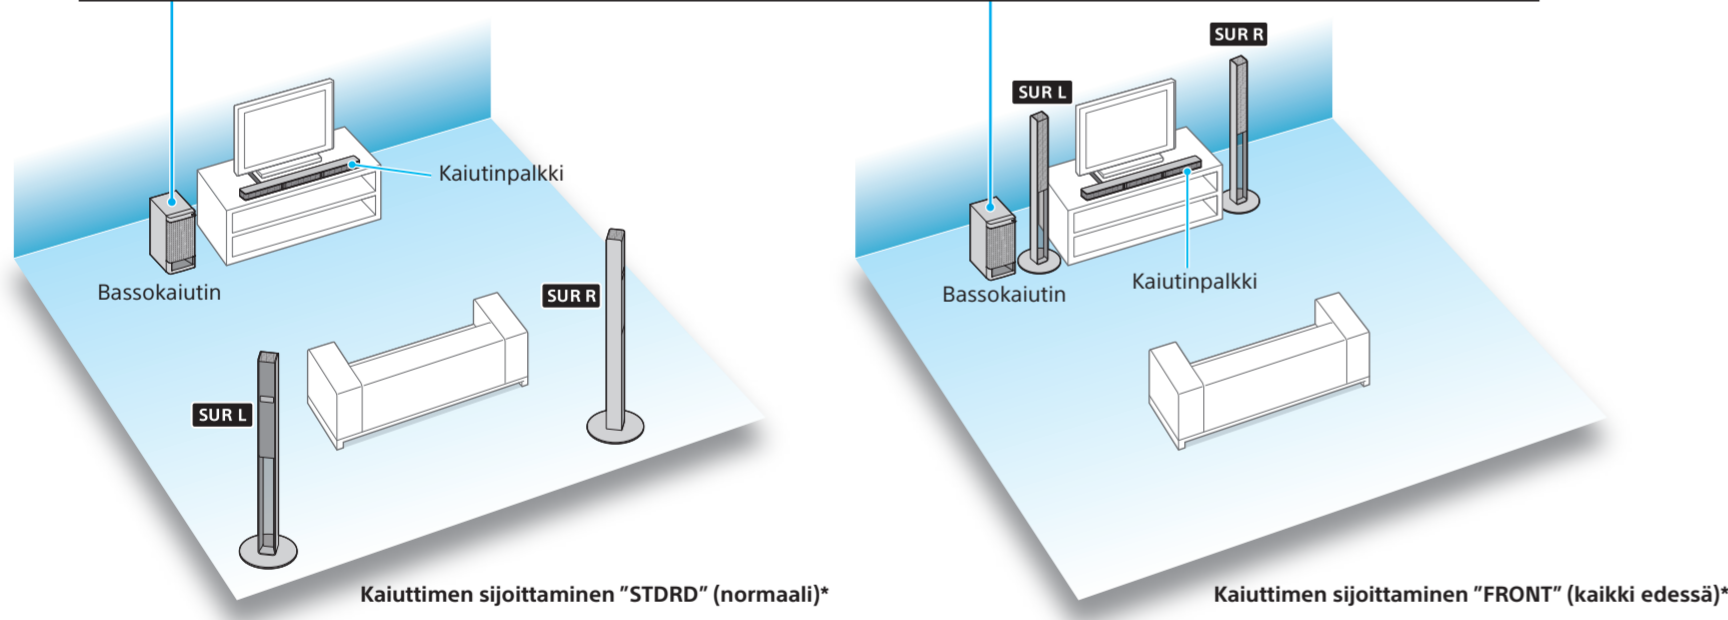 Kaiutinpalkki
Bassokaiutin
SUR R
SUR L
Kaiuttimen sijoittaminen ”STDRD” (normaali)*
SUR R
SUR L
Kaiutinpalkki
Bassokaiutin
Kaiuttimen sijoittaminen ”FRONT” (kaikki edessä)*